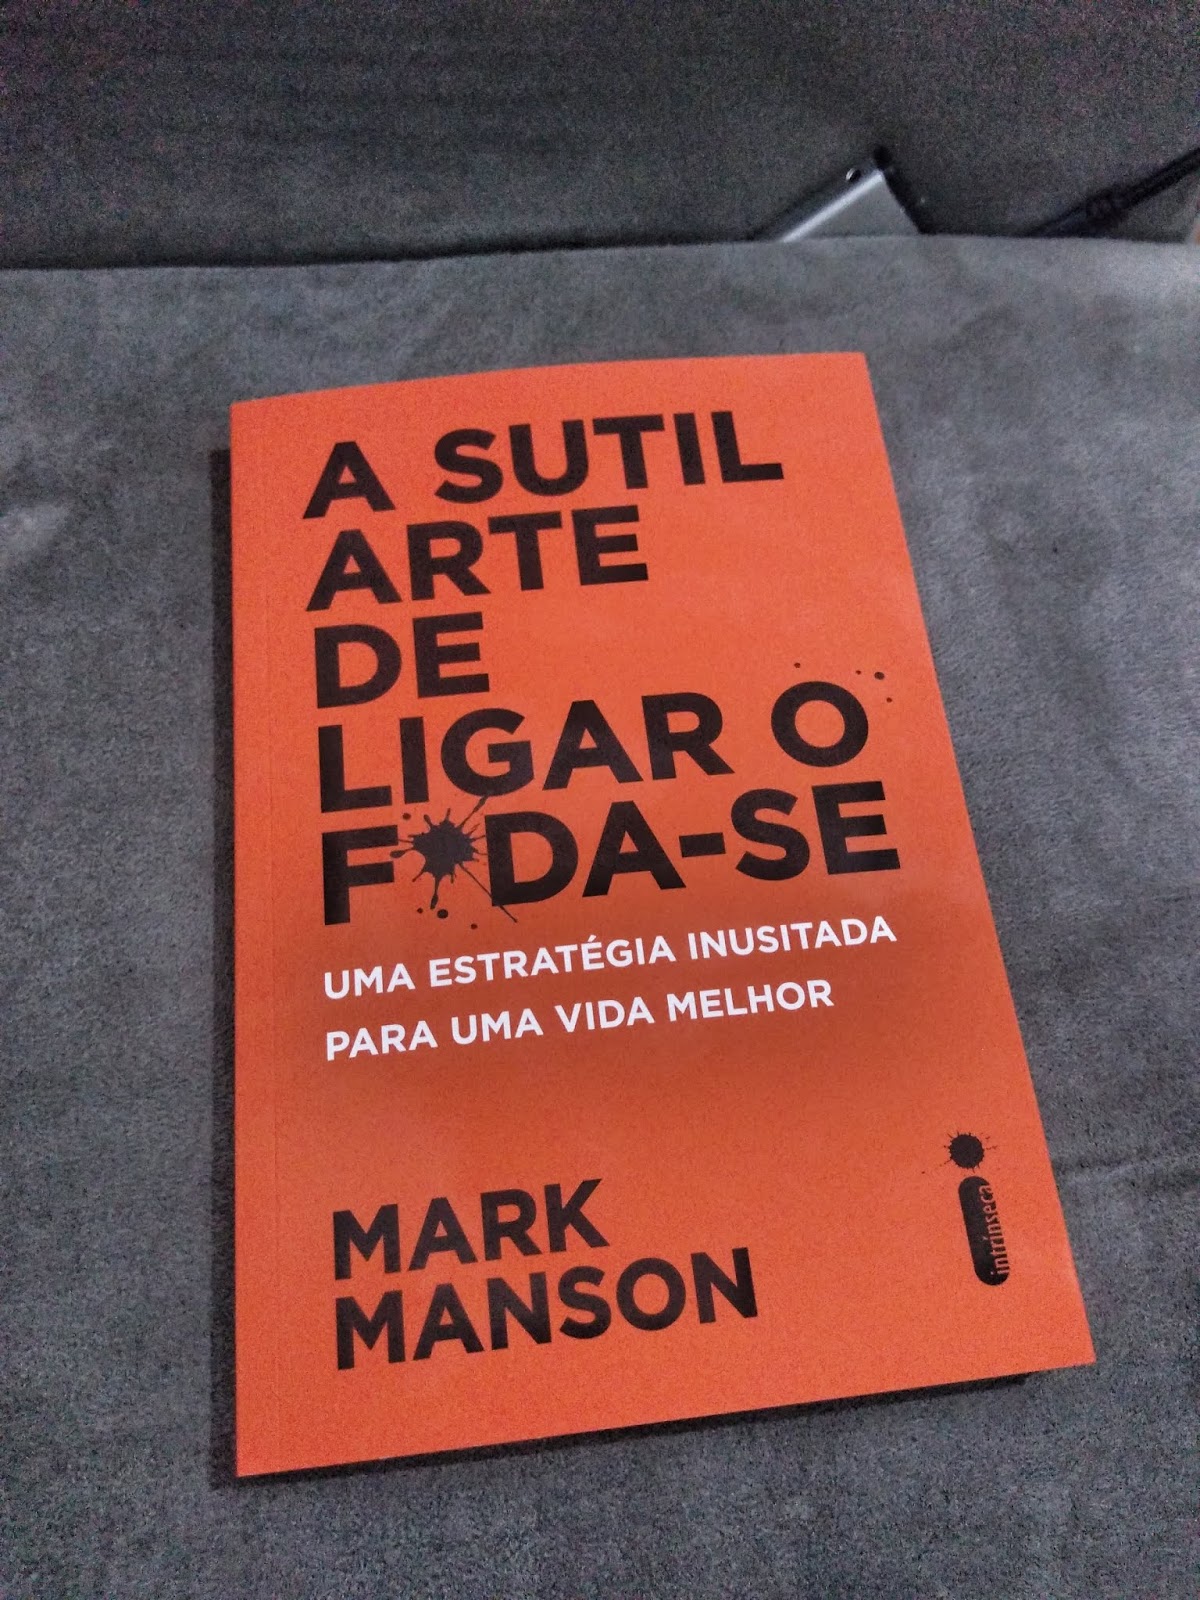 A SUTIL
ARTE
DE
LIGAR O
F*DA-SE
UMA ESTRATÉGIA INUSITADA
PARA UMA VIDA MELHOR
MARK
MANSON
intrínseca